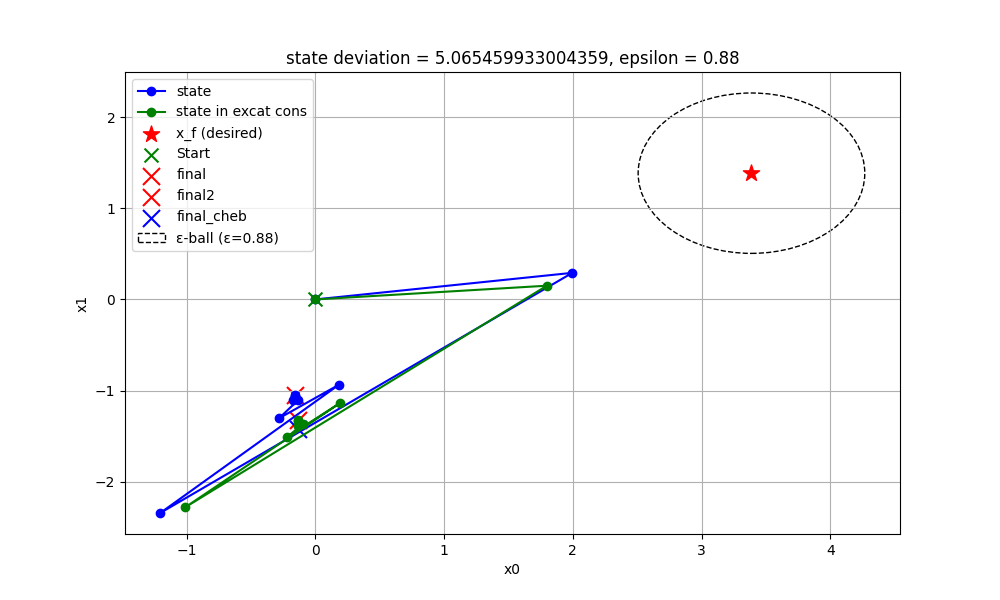 state deviation = 5.065459933004359, epsilon = 0.88
state
state in excat cons
x_f (desired)
Start
final
final2
final_cheb
ε-ball (ε=0.88)
2
1
0
−1
−2
x1
−1
0
1
2
3
4
x0